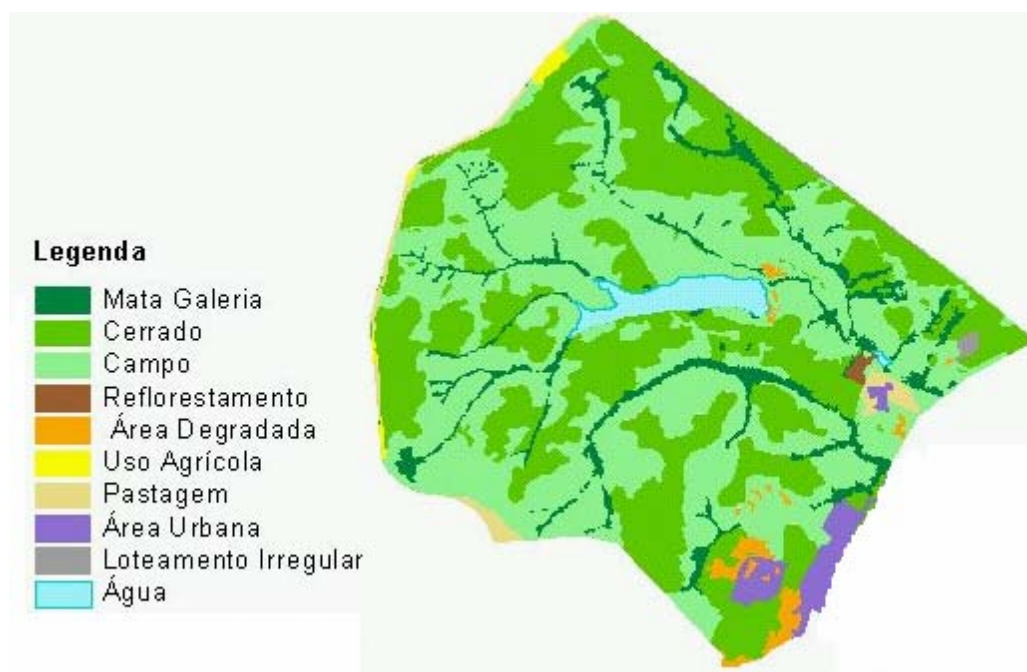 Legenda
Mata Galeria
Cerrado
Campo
Reflorestamento
Área Degradada
Uso Agrícola
Pastagem
Área Urbana
Loteamento Irregular
Água